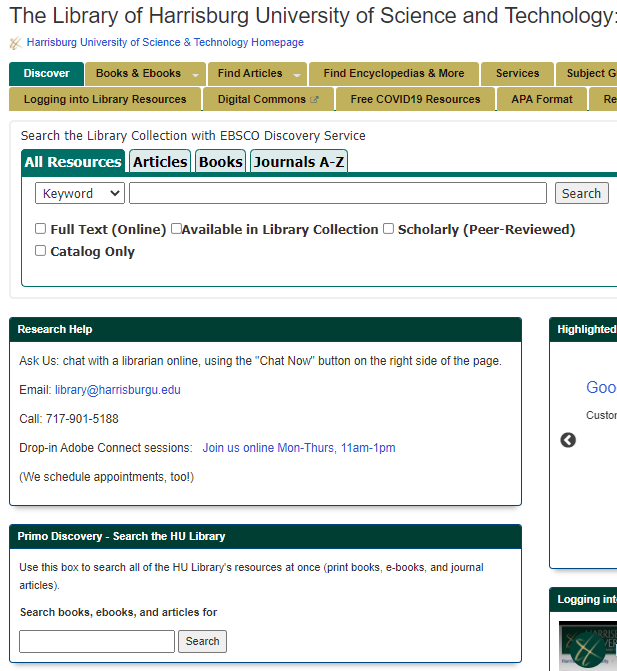 The Library of Harrisburg University of Science and Technology:
Harrisburg University of Science & Technology Homepage
Discover Books & Ebooks Find Articles Find Encyclopedias & More Services Subject G
Logging into Library Resources Digital Commons Free COVID19 Resources APA Format Re
Search the Library Collection with EBSCO Discovery Service
All Resources Articles Books Journals A-Z
Keyword Search
Full Text (Online) Available in Library Collection Scholarly (Peer-Reviewed)
Catalog Only
Research Help
Ask Us: chat with a librarian online, using the "Chat Now" button on the right side of the page.
Email: library@harrisburgu.edu
Call: 717-901-5188
Drop-in Adobe Connect sessions: Join us online Mon-Thurs, 11am-1pm
(We schedule appointments, too!)
Highlighted
Goo
Custor
Primo Discovery - Search the HU Library
Use this box to search all of the HU Library's resources at once (print books, e-books, and journal
articles).
Search books, ebooks, and articles for
Search
Logging int